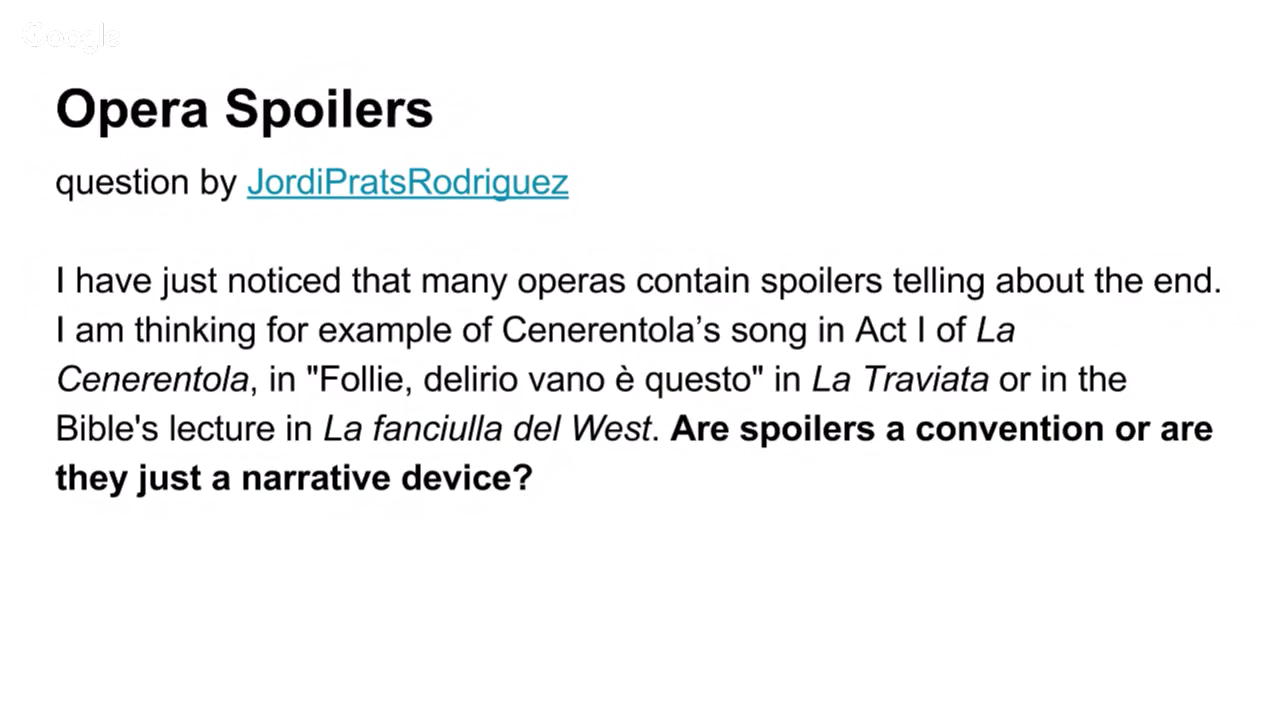 Google
Opera Spoilers
question by JordiPratsRodriguez
I have just noticed that many operas contain spoilers telling about the end.
I am thinking for example of Cenerentola’s song in Act I of La
Cenerentola, in "Follie, delirio vano è questo" in La Traviata or in the
Bible's lecture in La fanciulla del West. Are spoilers a convention or are
they just a narrative device?